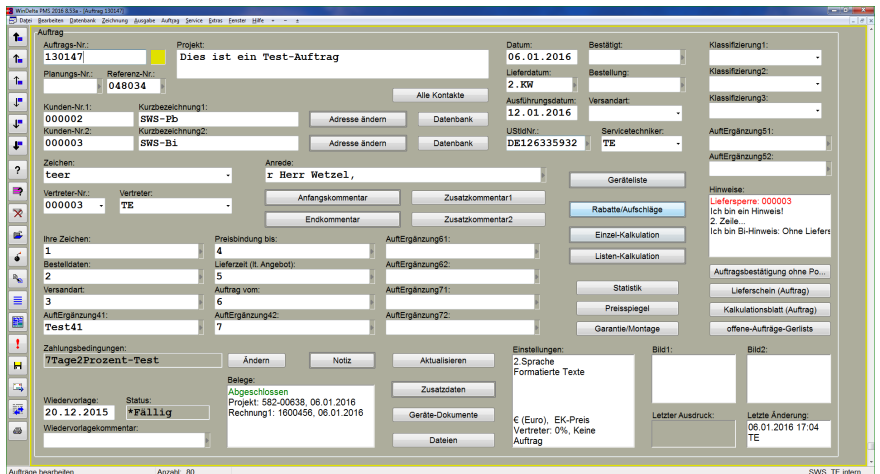 WinDelta PMS 2016 8.53a - [Auftrag 130147]
Datei Bearbeiten Datenbank Zeichnung Ausgabe Auftrag Service Extras Fenster Hilfe + - ±
Auftrag
Auftrags-Nr.: Projekt: Datum: Bestätigt: Klassifizierung1:
130147 Dies ist ein Test-Auftrag 06.01.2016
Planungs-Nr.: Referenz-Nr.: Lieferdatum: Bestellung: Klassifizierung2:
048034 2.KW
Alle Kontakte
Kunden-Nr.1: Kurzbezeichnung1: Ausführungsdatum: Versandart: Klassifizierung3:
000002 SWS-Pb Adresse ändern Datenbank 12.01.2016
Kunden-Nr.2: Kurzbezeichnung2: UStIdNr.: Servicetechniker: AuftErgänzung51:
000003 SWS-Bi Adresse ändern Datenbank DE126335932 TE
Zeichen: Anrede: AuftErgänzung52:
teer r Herr Wetzel, Geräteliste
Vertreter-Nr.: Vertreter: Anfangskommentar Zusatzkommentar1 Hinweise:
000003 TE Rabatte/Aufschläge Liefersperre: 000003
Ich bin ein Hinweis!
Endkommentar Zusatzkommentar2 2. Zeile...
Einzel-Kalkulation Ich bin Bi-Hinweis: Ohne Liefers
Ihre Zeichen: Preisbindung bis: AuftErgänzung61:
1 4 Listen-Kalkulation
Bestelldaten: Lieferzeit (lt. Angebot): AuftErgänzung62: Auftragsbestätigung ohne Po...
2 5 Statistik Lieferschein (Auftrag)
Versandart: Auftrag vom: AuftErgänzung71:
3 6 Preisspiegel Kalkulationsblatt (Auftrag)
AuftErgänzung41: AuftErgänzung42: AuftErgänzung72:
Test41 7 Garantie/Montage offene-Aufträge-Gerlists
Zahlungsbedingungen: Einstellungen: Bild1: Bild2:
7Tage2Prozent-Test Ändern Notiz Aktualisieren 2.Sprache
Formatierte Texte
Belege: Zusatzdaten
Abgeschlossen
Wiedervorlage: Status: Projekt: 582-00638, 06.01.2016
20.12.2015 *Fällig Rechnung1: 1600456, 06.01.2016 Geräte-Dokumente € (Euro), EK-Preis Letzter Ausdruck: Letzte Änderung:
Wiedervorlagekommentar: Vertreter: 0%, Keine 06.01.2016 17:04
Dateien Auftrag TE
Aufträge bearbeiten Anzahl: 80 SWS TE intern